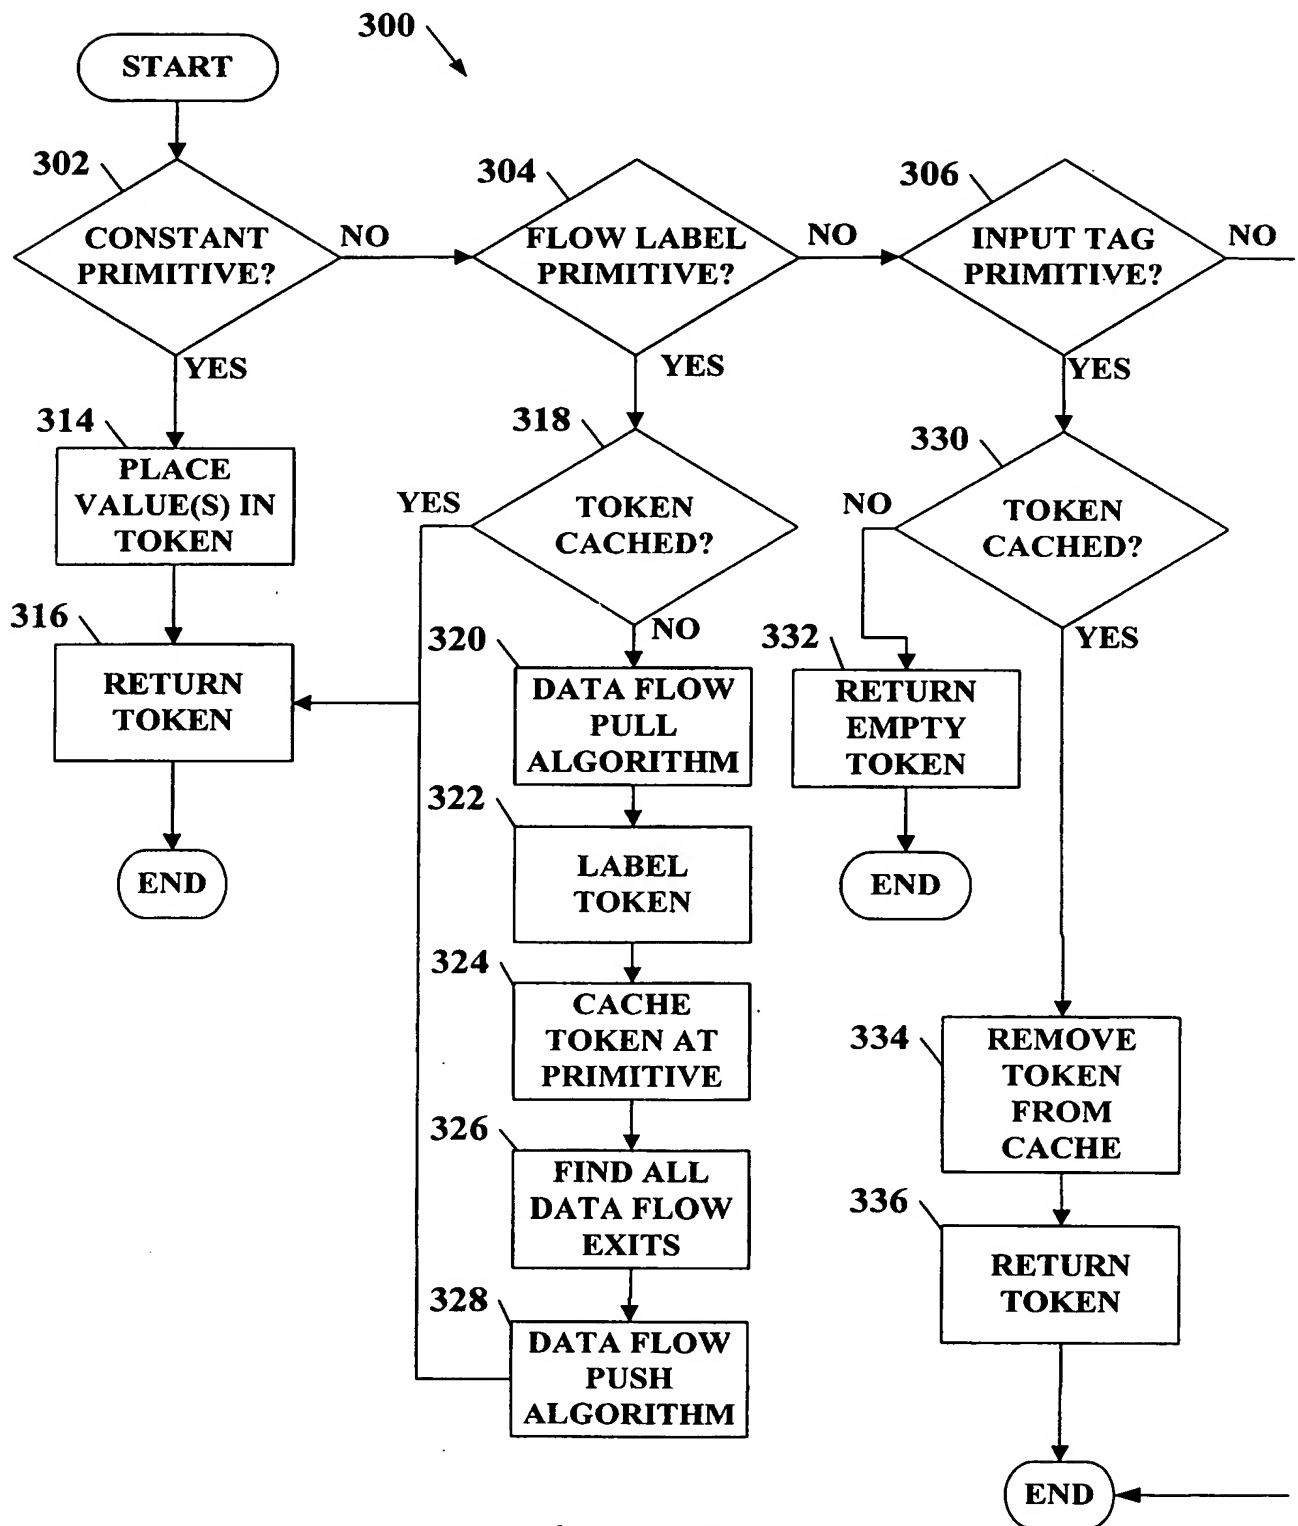 300
START
302
CONSTANT
PRIMITIVE?
NO
YES
304
FLOW LABEL
PRIMITIVE?
NO
YES
306
INPUT TAG
PRIMITIVE?
NO
YES
314
PLACE
VALUE(S) IN
TOKEN
316
RETURN
TOKEN
END
318
TOKEN
CACHED?
YES
NO
320
DATA FLOW
PULL
ALGORITHM
322
LABEL
TOKEN
324
CACHE
TOKEN AT
PRIMITIVE
326
FIND ALL
DATA FLOW
EXITS
328
DATA FLOW
PUSH
ALGORITHM
330
TOKEN
CACHED?
NO
YES
332
RETURN
EMPTY
TOKEN
END
334
REMOVE
TOKEN
FROM
CACHE
336
RETURN
TOKEN
END